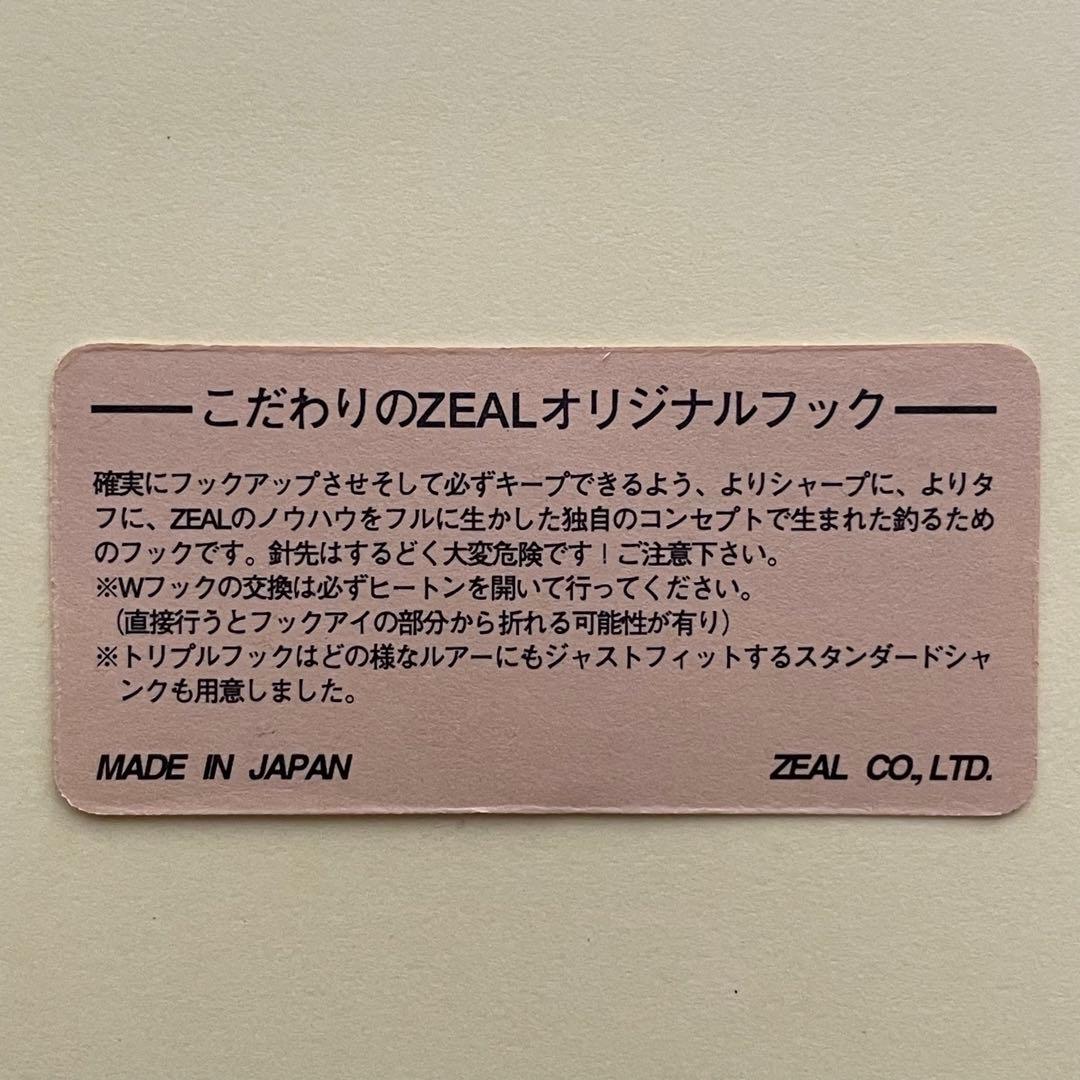 こだわりのZEALオリジナルフック
確実にフックアップさせそして必ずキープできるよう、よりシャープに、よりタ
フに、ZEALのノウハウをフルに生かした独自のコンセプトで生まれた釣るため
のフックです。針先はするどく大変危険です！ご注意下さい。
※Wフックの交換は必ずヒートンを開いて行ってください。
（直接行うとフックアイの部分から折れる可能性が有り）
※トリプルフックはどの様なルアーにもジャストフィットするスタンダードシャ
ンクも用意しました。
MADE IN JAPAN
ZEAL CO., LTD.